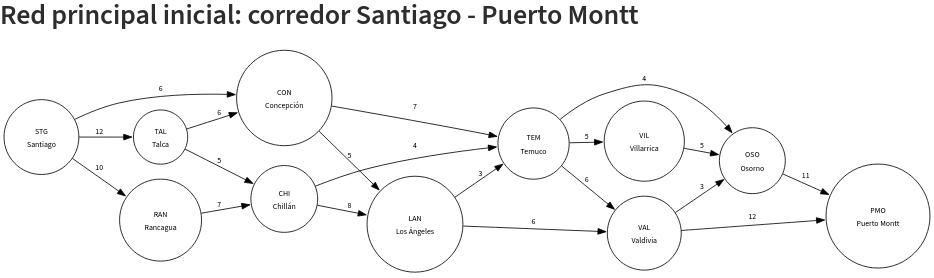 Red principal inicial: corredor Santiago - Puerto Montt
STG
Santiago
6
12
10
TAL
Talca
6
5
RAN
Rancagua
7
CON
Concepción
7
5
CHI
Chillán
4
8
LAN
Los Ángeles
3
6
TEM
Temuco
4
5
6
VIL
Villarrica
5
VAL
Valdivia
3
12
OSO
Osorno
11
PMO
Puerto Montt